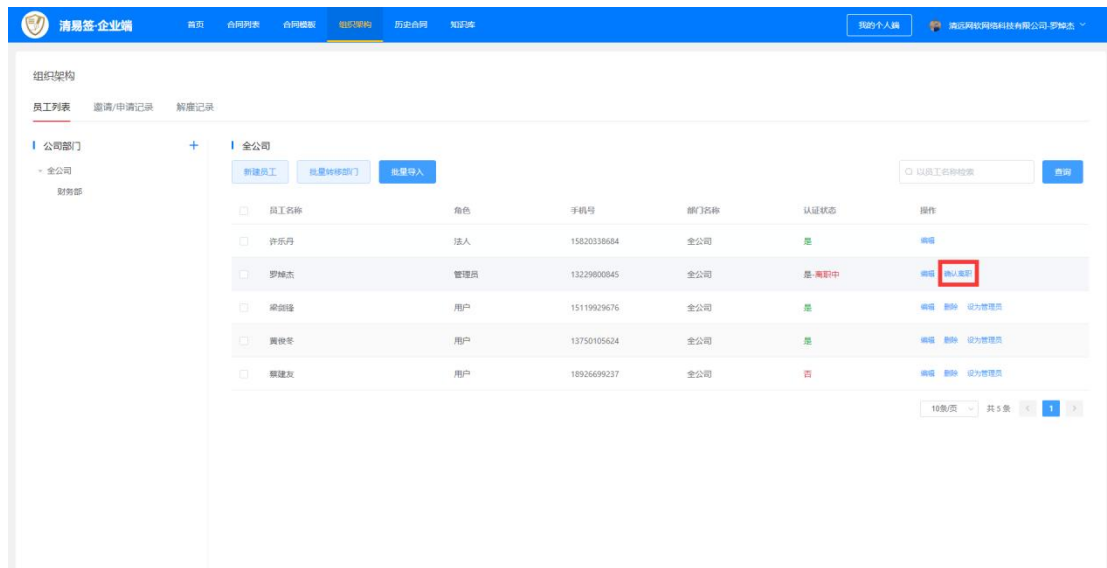 清易签·企业端 首页 合同列表 合同模板 组织架构 历史合同 知识库 我的个人端 清远网软网络科技有限公司-罗焯杰
组织架构
员工列表 邀请/申请记录 解雇记录
公司部门 + 全公司
全公司 新建员工 批量转移部门 批量导入 以员工名称检索 查询
财务部
员工名称 角色 手机号 部门名称 认证状态 操作
许乐丹 法人 15820338684 全公司 是 编辑
罗焯杰 管理员 13229800845 全公司 是-离职中 编辑 确认离职
梁剑锋 用户 15119929676 全公司 是 编辑 删除 设为管理员
黄俊冬 用户 13750105624 全公司 是 编辑 删除 设为管理员
蔡建友 用户 18926699237 全公司 否 编辑 删除 设为管理员
10条/页 共 5 条 1